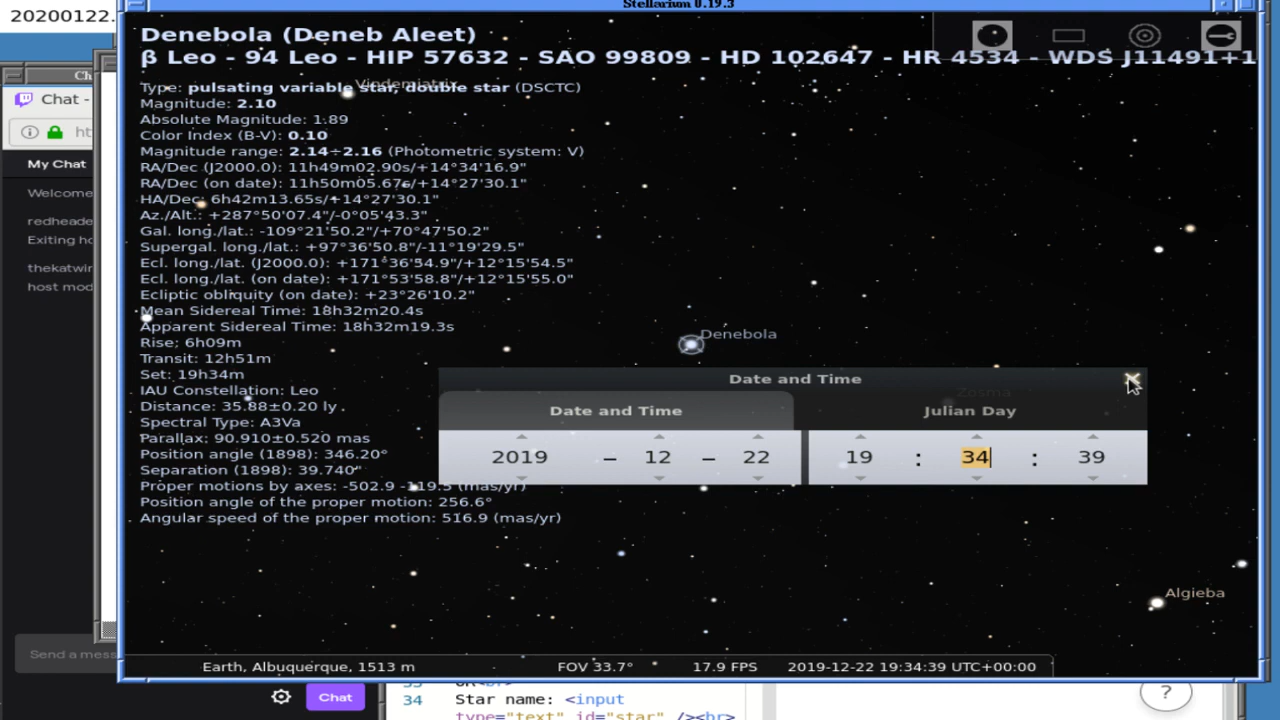 20200122.
Stellarium 0.19.3
Denebola (Deneb Aleet)
β Leo - 94 Leo - HIP 57632 - SAO 99809 - HD 102647 - HR 4534 - WDS J11491+1
Vindemiatrix
Type: pulsating variable star, double star (DSCTC)
Magnitude: 2.10
Absolute Magnitude: 1.89
Color Index (B-V): 0.10
Magnitude range: 2.14÷2.16 (Photometric system: V)
RA/Dec (J2000.0): 11h49m02.90s/+14°34'16.9"
RA/Dec (on date): 11h50m05.67s/+14°27'30.1"
HA/Dec: 6h42m13.65s/+14°27'30.1"
Az./Alt.: +287°50'07.4"/-0°05'43.3"
Gal. long./lat.: -109°21'50.2"/+70°47'50.2"
Supergal. long./lat.: +97°36'50.8"/-11°19'29.5"
Ecl. long./lat. (J2000.0): +171°36'54.9"/+12°15'54.5"
Ecl. long./lat. (on date): +171°53'58.8"/+12°15'55.0"
Ecliptic obliquity (on date): +23°26'10.2"
Mean Sidereal Time: 18h32m20.4s
Apparent Sidereal Time: 18h32m19.3s
Rise: 6h09m
Transit: 12h51m
Set: 19h34m
IAU Constellation: Leo
Distance: 35.88±0.20 ly
Spectral Type: A3Va
Parallax: 90.910±0.520 mas
Position angle (1898): 346.20°
Separation (1898): 39.740"
Proper motions by axes: -502.9 -119.5 (mas/yr)
Position angle of the proper motion: 256.6°
Angular speed of the proper motion: 516.9 (mas/yr)
Denebola
Zosma
Algieba
Date and Time
Date and Time
Julian Day
2019 – 12 – 22
19 : 34 : 39
Earth, Albuquerque, 1513 m
FOV 33.7°
17.9 FPS
2019-12-22 19:34:39 UTC+00:00
Ch
Chat -
ht
My Chat
Welcome
redheade
Exiting ho
thekatwir
host mod
Send a mess
Chat
34
Star name: <input
type="text" id="star" /><br>
?